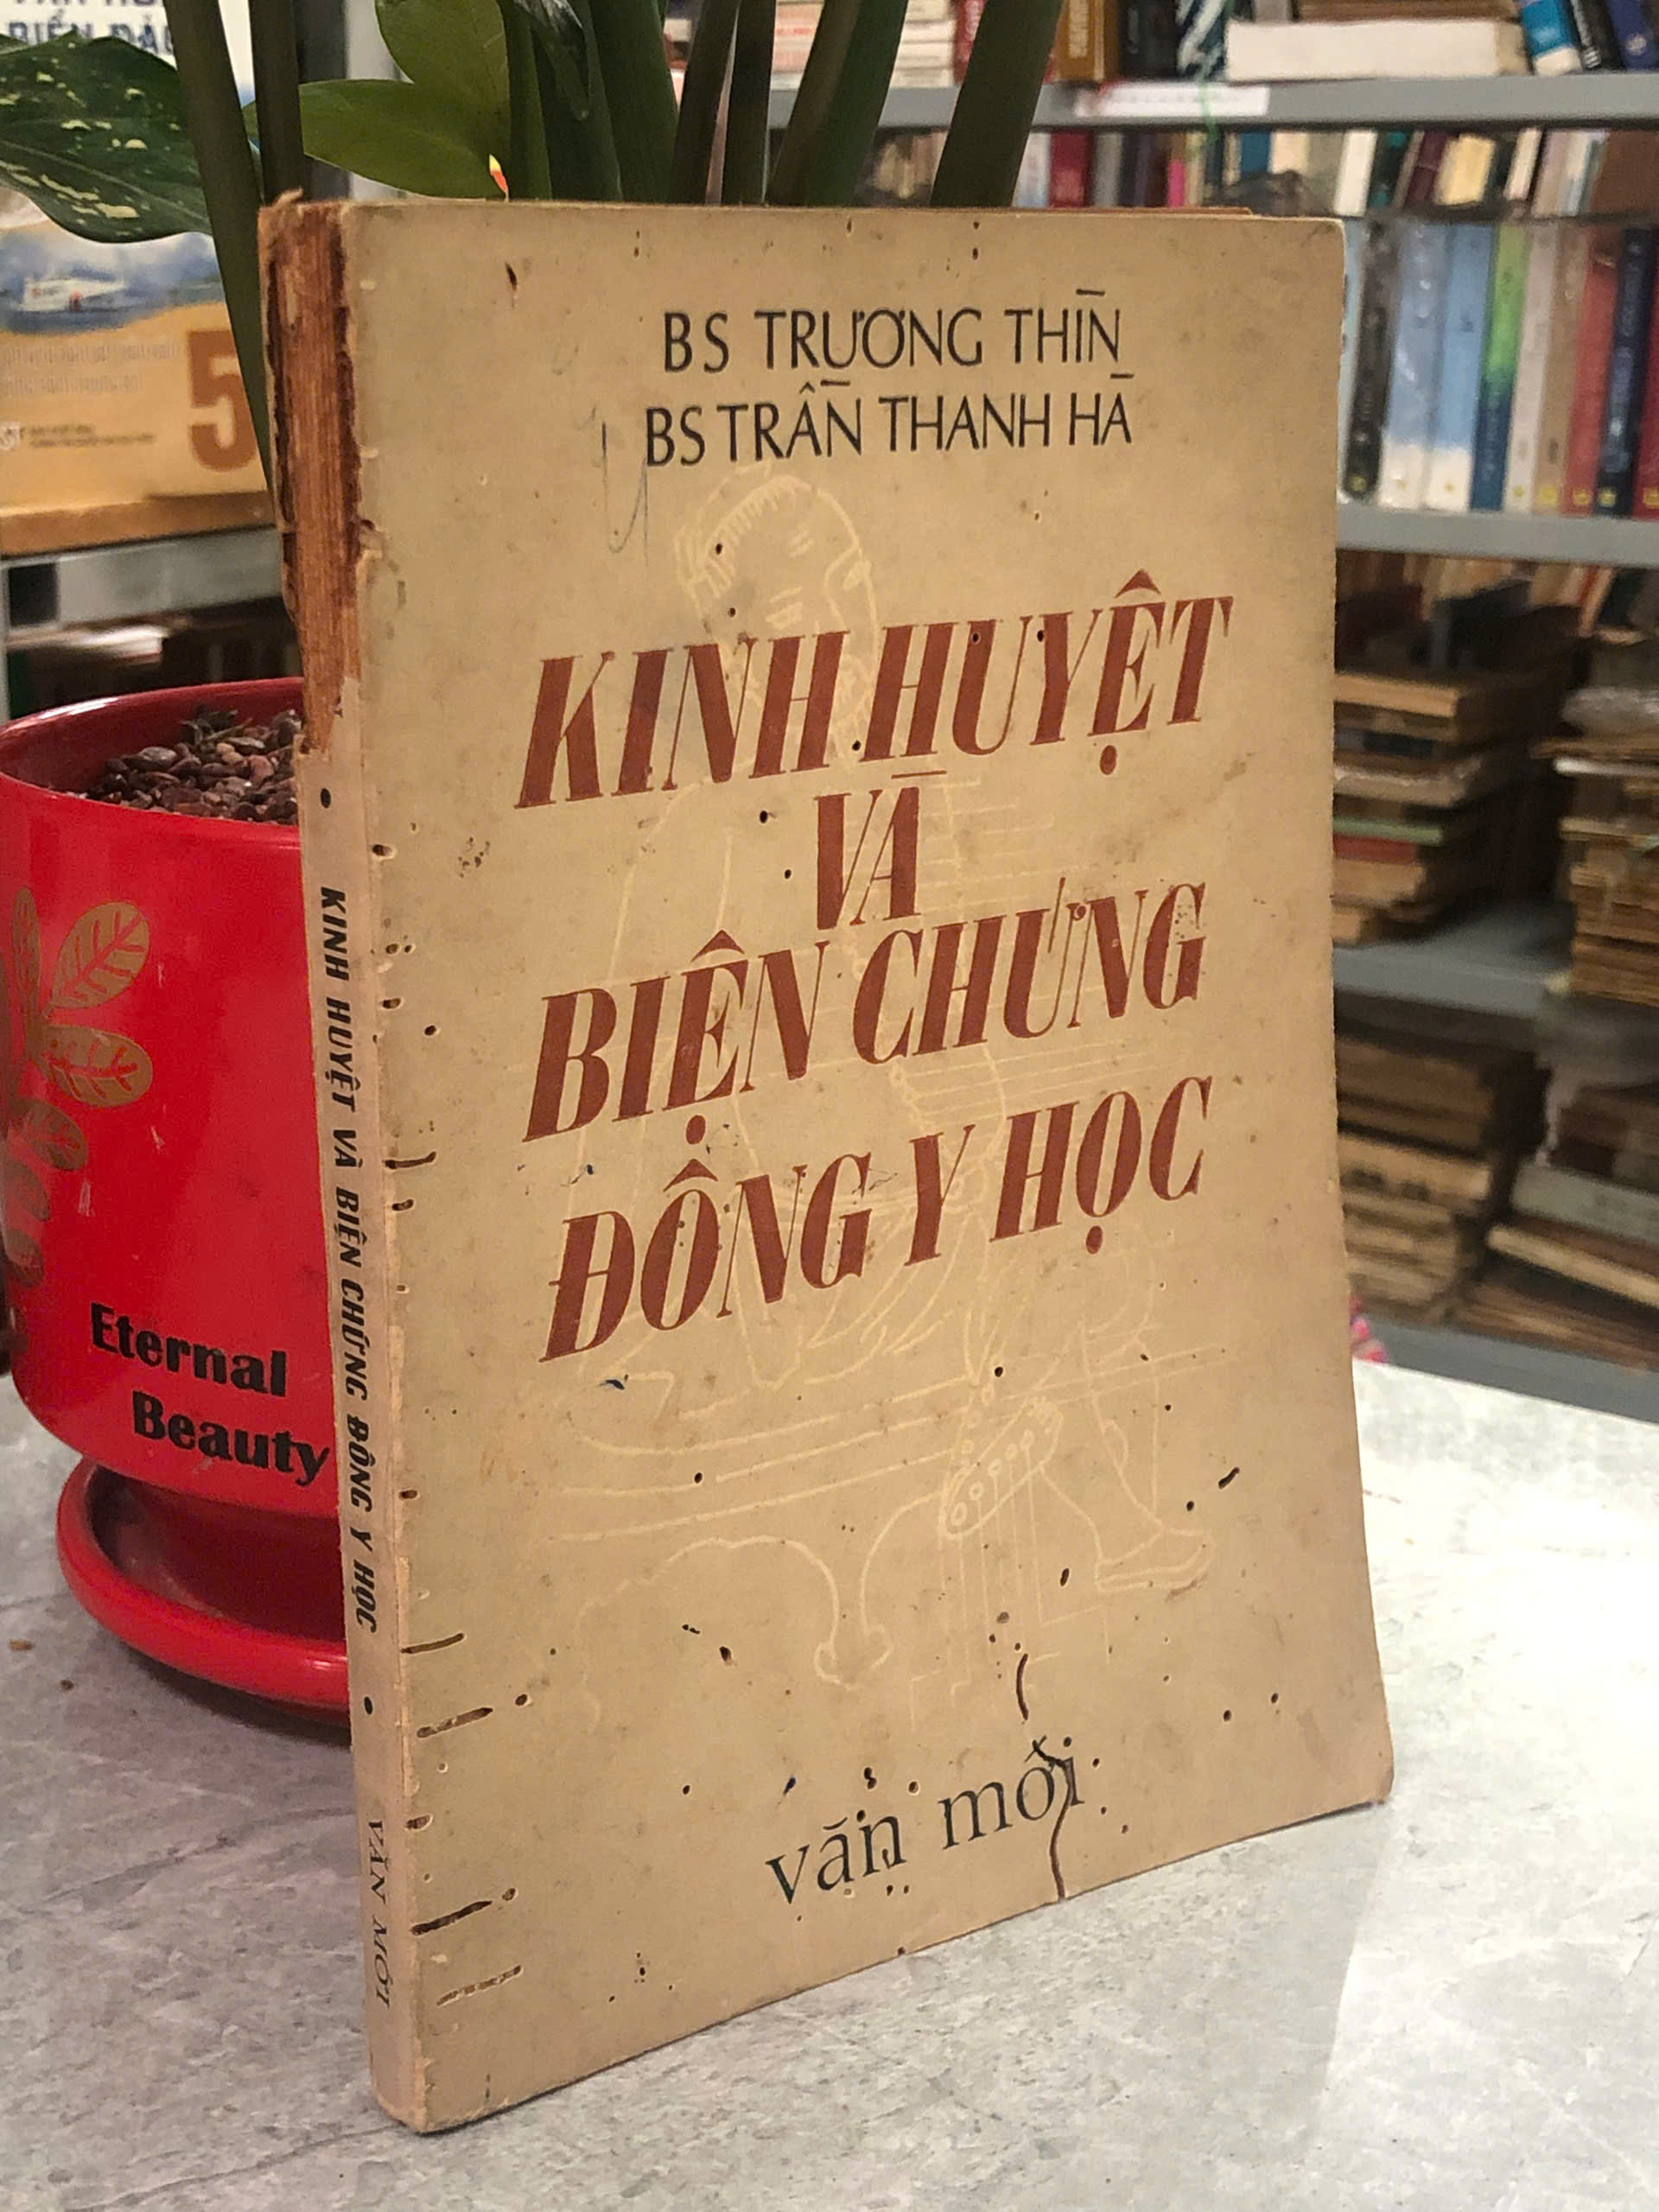 BS TRƯƠNG THÌN
BS TRẦN THANH HÀ
KINH HUYỆT
VÀ
BIỆN CHỨNG
ĐÔNG Y HỌC
văn mới
KINH HUYỆT VÀ BIỆN CHỨNG ĐÔNG Y HỌC
VĂN MỚI
Eternal
Beauty
5